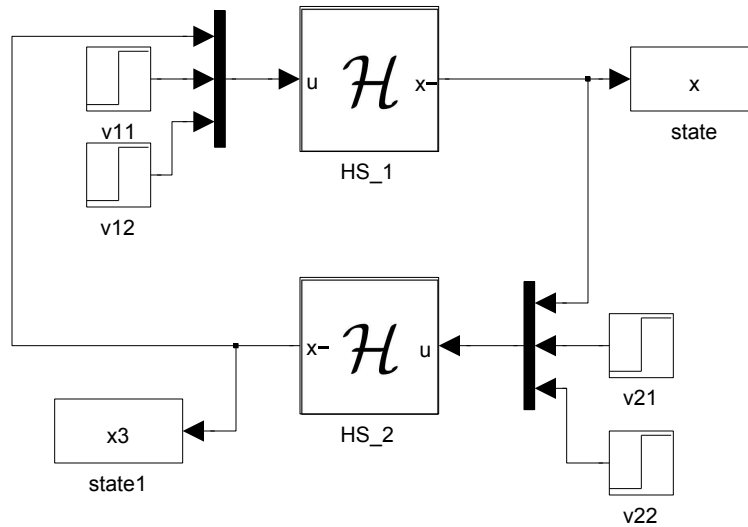 u
ℋ
x-
HS_1
x
state
v11
v12
x-
ℋ
u
HS_2
v21
v22
x3
state1